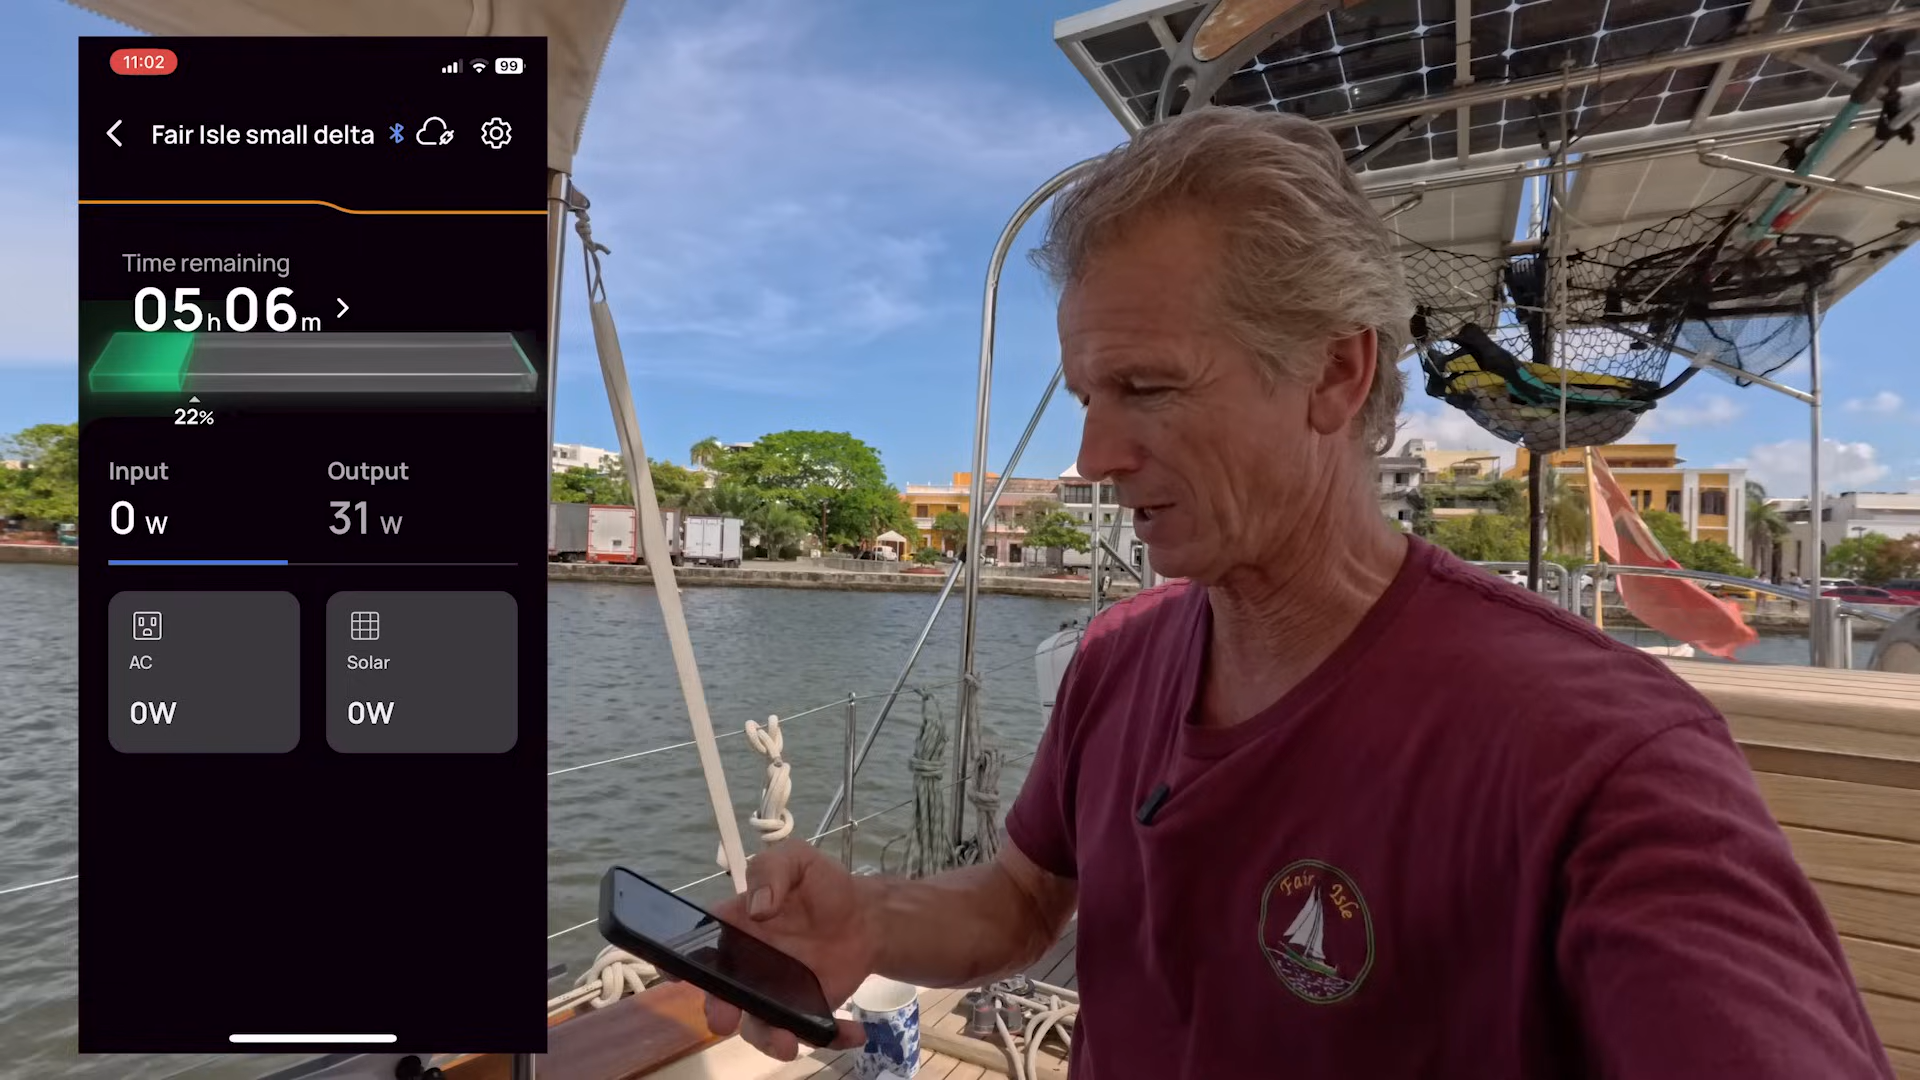 11:02
99
Fair Isle small delta
Time remaining
05h06m
22%
Input
Output
0 W
31 W
AC
Solar
0W
0W
Fair Isle